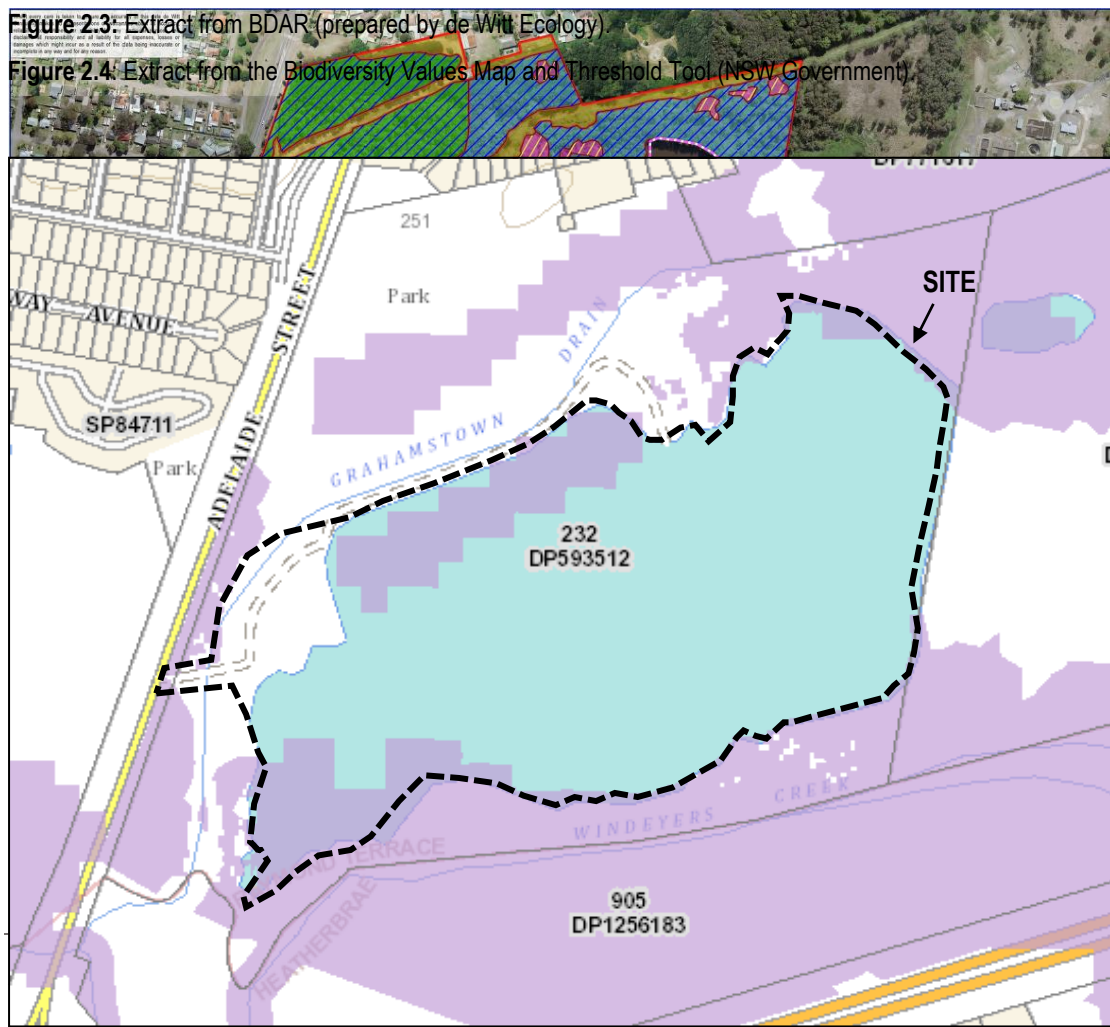 Figure 2.3: Extract from BDAR (prepared by de Witt Ecology)
Figure 2.4: Extract from the Biodiversity Values Map and Threshold Tool (NSW Government)
251
Park
SITE
DRAIN
WAY AVENUE
STREET
SP84711
GRAHAMSTOWN
Park
ADELAIDE
232
DP593512
CREEK
WINDEYERS
TERRACE
905
DP1256183
HEATHERBRAE